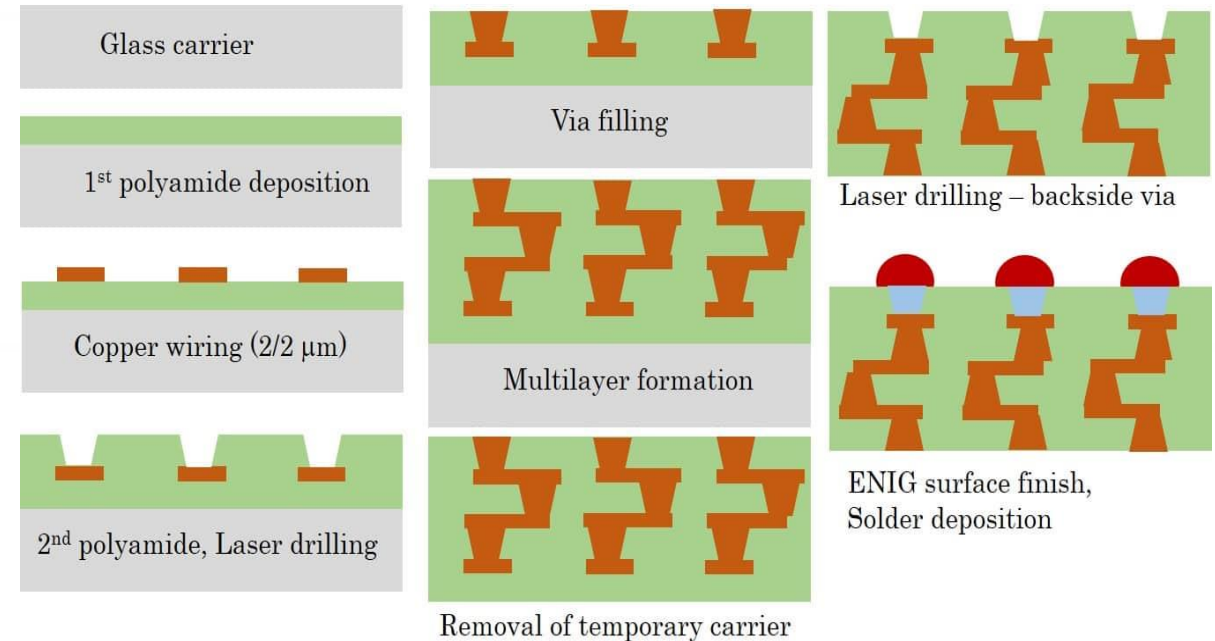 Glass carrier
1st polyamide deposition
Copper wiring (2/2 μm)
2nd polyamide, Laser drilling
Via filling
Multilayer formation
Removal of temporary carrier
Laser drilling – backside via
ENIG surface finish,
Solder deposition